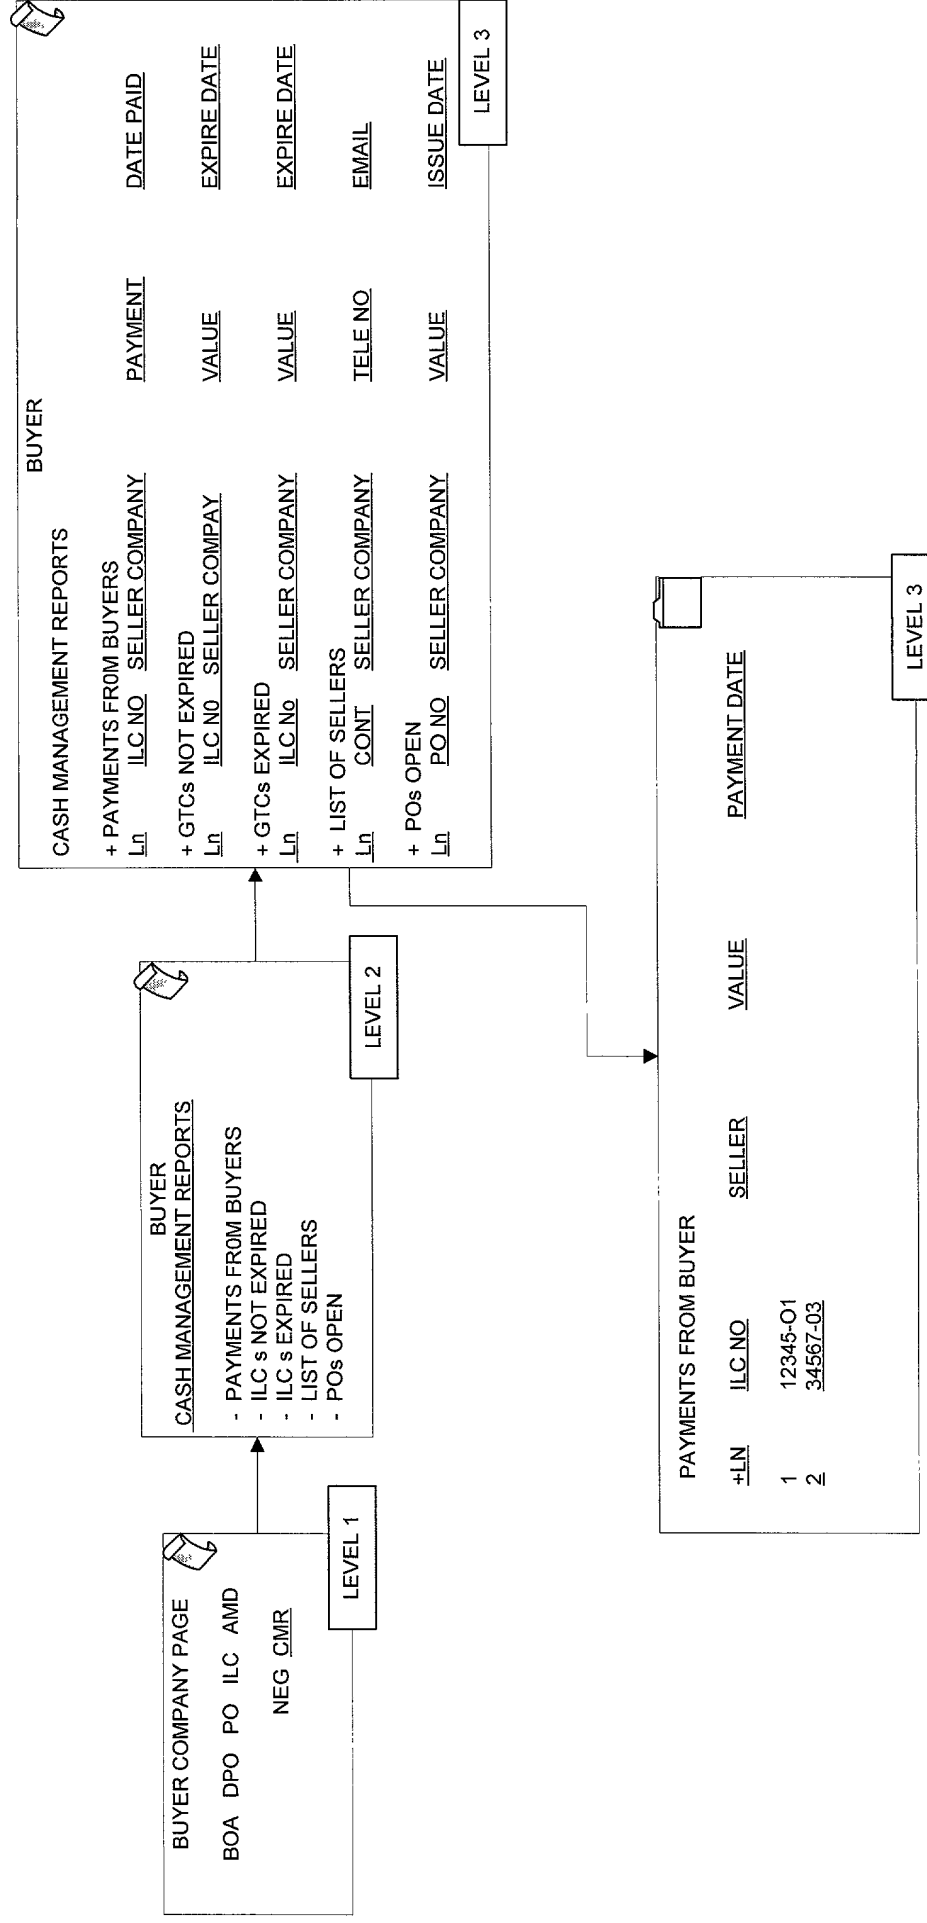 BUYER COMPANY PAGE
BOA DPO PO ILC AMD
NEG CMR
LEVEL 1
BUYER
CASH MANAGEMENT REPORTS
- PAYMENTS FR0M BUYERS
- ILC s NOT EXPIRED
- ILC s EXPIRED
- LIST OF SELLERS
- POs OPEN
LEVEL 2
BUYER
CASH MANAGEMENT REPORTS
+ PAYMENTS FR0M BUYERS
Ln ILC NO SELLER COMPANY PAYMENT DATE PAID
+ GTCs NOT EXPIRED
Ln ILC N0 SELLER COMPAY VALUE EXPIRE DATE
+ GTCs EXPIRED
Ln ILC No SELLER COMPANY VALUE EXPIRE DATE
+ LIST OF SELLERS
Ln CONT SELLER COMPANY TELE NO EMAIL
+ POs OPEN
Ln PO NO SELLER COMPANY VALUE ISSUE DATE
LEVEL 3
PAYMENTS FROM BUYER
+LN ILC NO SELLER VALUE PAYMENT DATE
1 12345-O1
2 34567-03
LEVEL 3